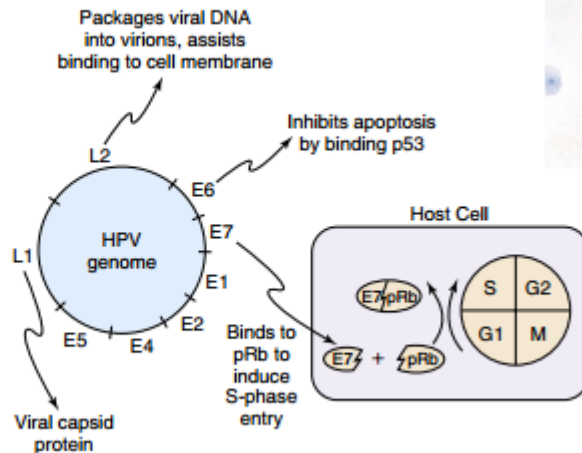 Packages viral DNA
into virions, assists
binding to cell membrane
Inhibits apoptosis
by binding p53
L2
E6
E7
E1
E2
E4
E5
L1
HPV
genome
Viral capsid
protein
Binds to
pRb to
induce
S-phase
entry
Host Cell
E7 pRb
E7 + pRb
S G2
G1 M